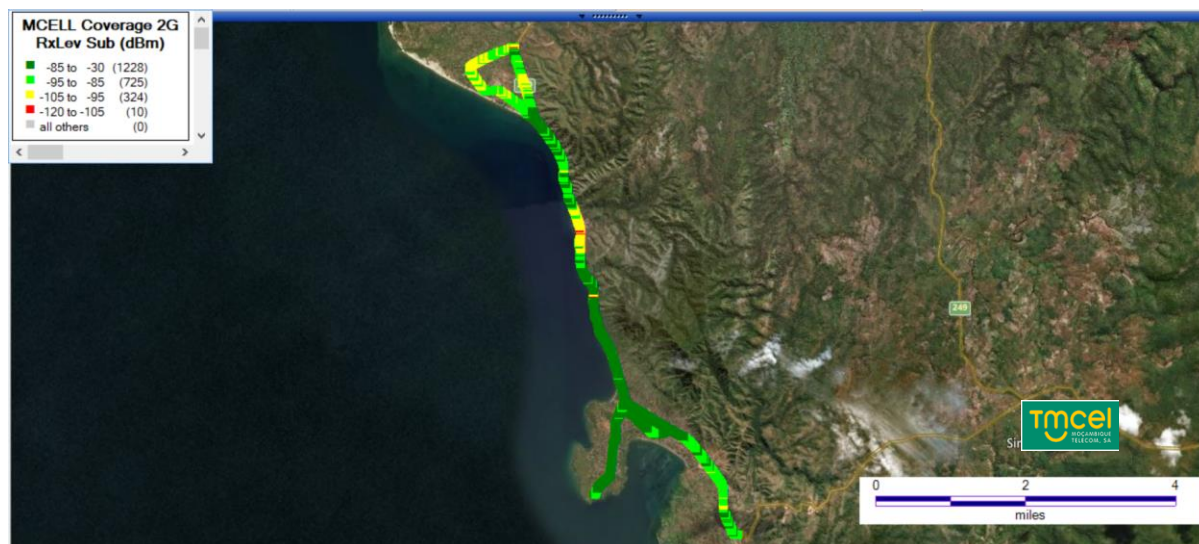 MCELL Coverage 2G
RxLev Sub (dBm)
-85 to -30 (1228)
-95 to -85 (725)
-105 to -95 (324)
-120 to -105 (10)
all others (0)
249
Tmcel
MOÇAMBIQUE
TELECOM, SA
Sin
0 2 4
miles